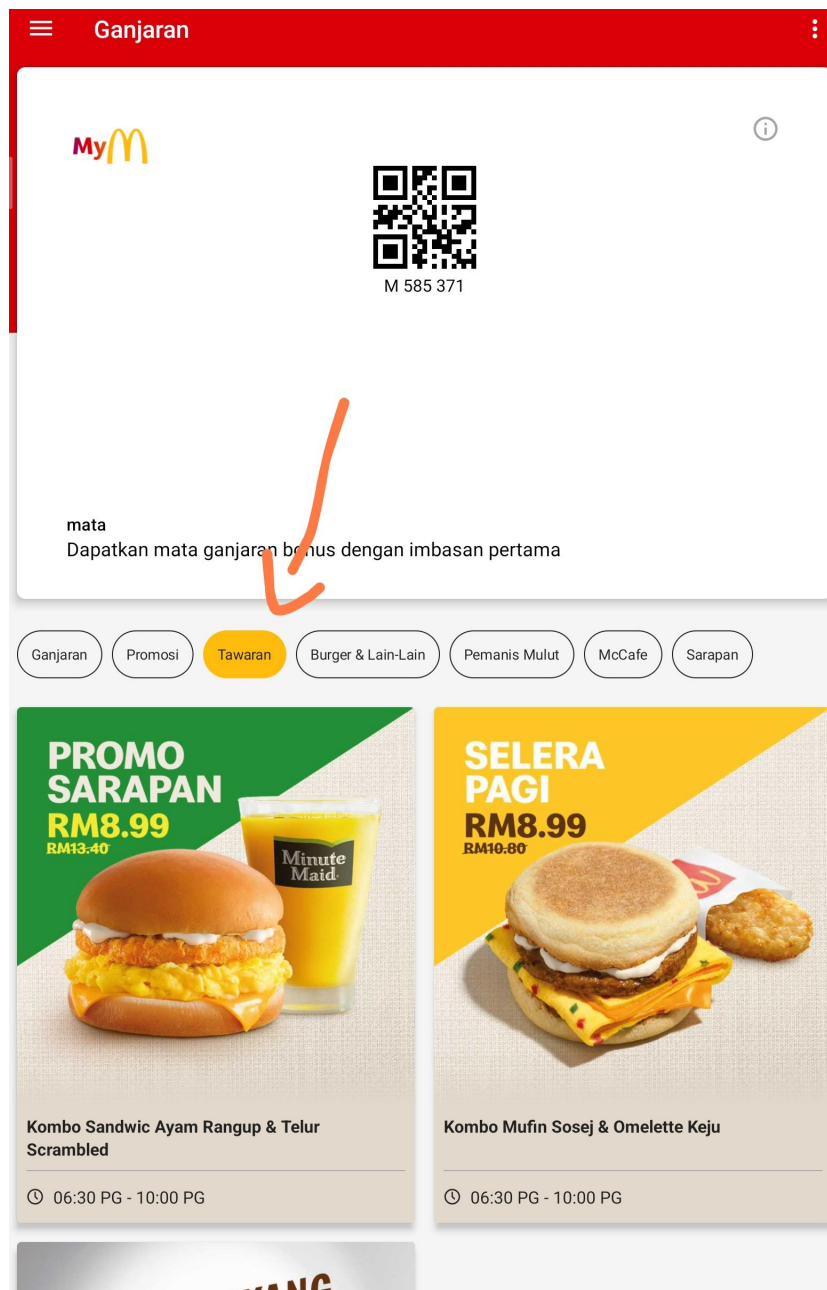 Ganjaran
My
M 585 371
mata
Dapatkan mata ganjaran bonus dengan imbasan pertama
Ganjaran
Promosi
Tawaran
Burger & Lain-Lain
Pemanis Mulut
McCafe
Sarapan
PROMO
SARAPAN
RM8.99
RM13.40
Minute
Maid
SELERA
PAGI
RM8.99
RM10.80
Kombo Sandwic Ayam Rangup & Telur
Scrambled
06:30 PG - 10:00 PG
Kombo Mufin Sosej & Omelette Keju
06:30 PG - 10:00 PG